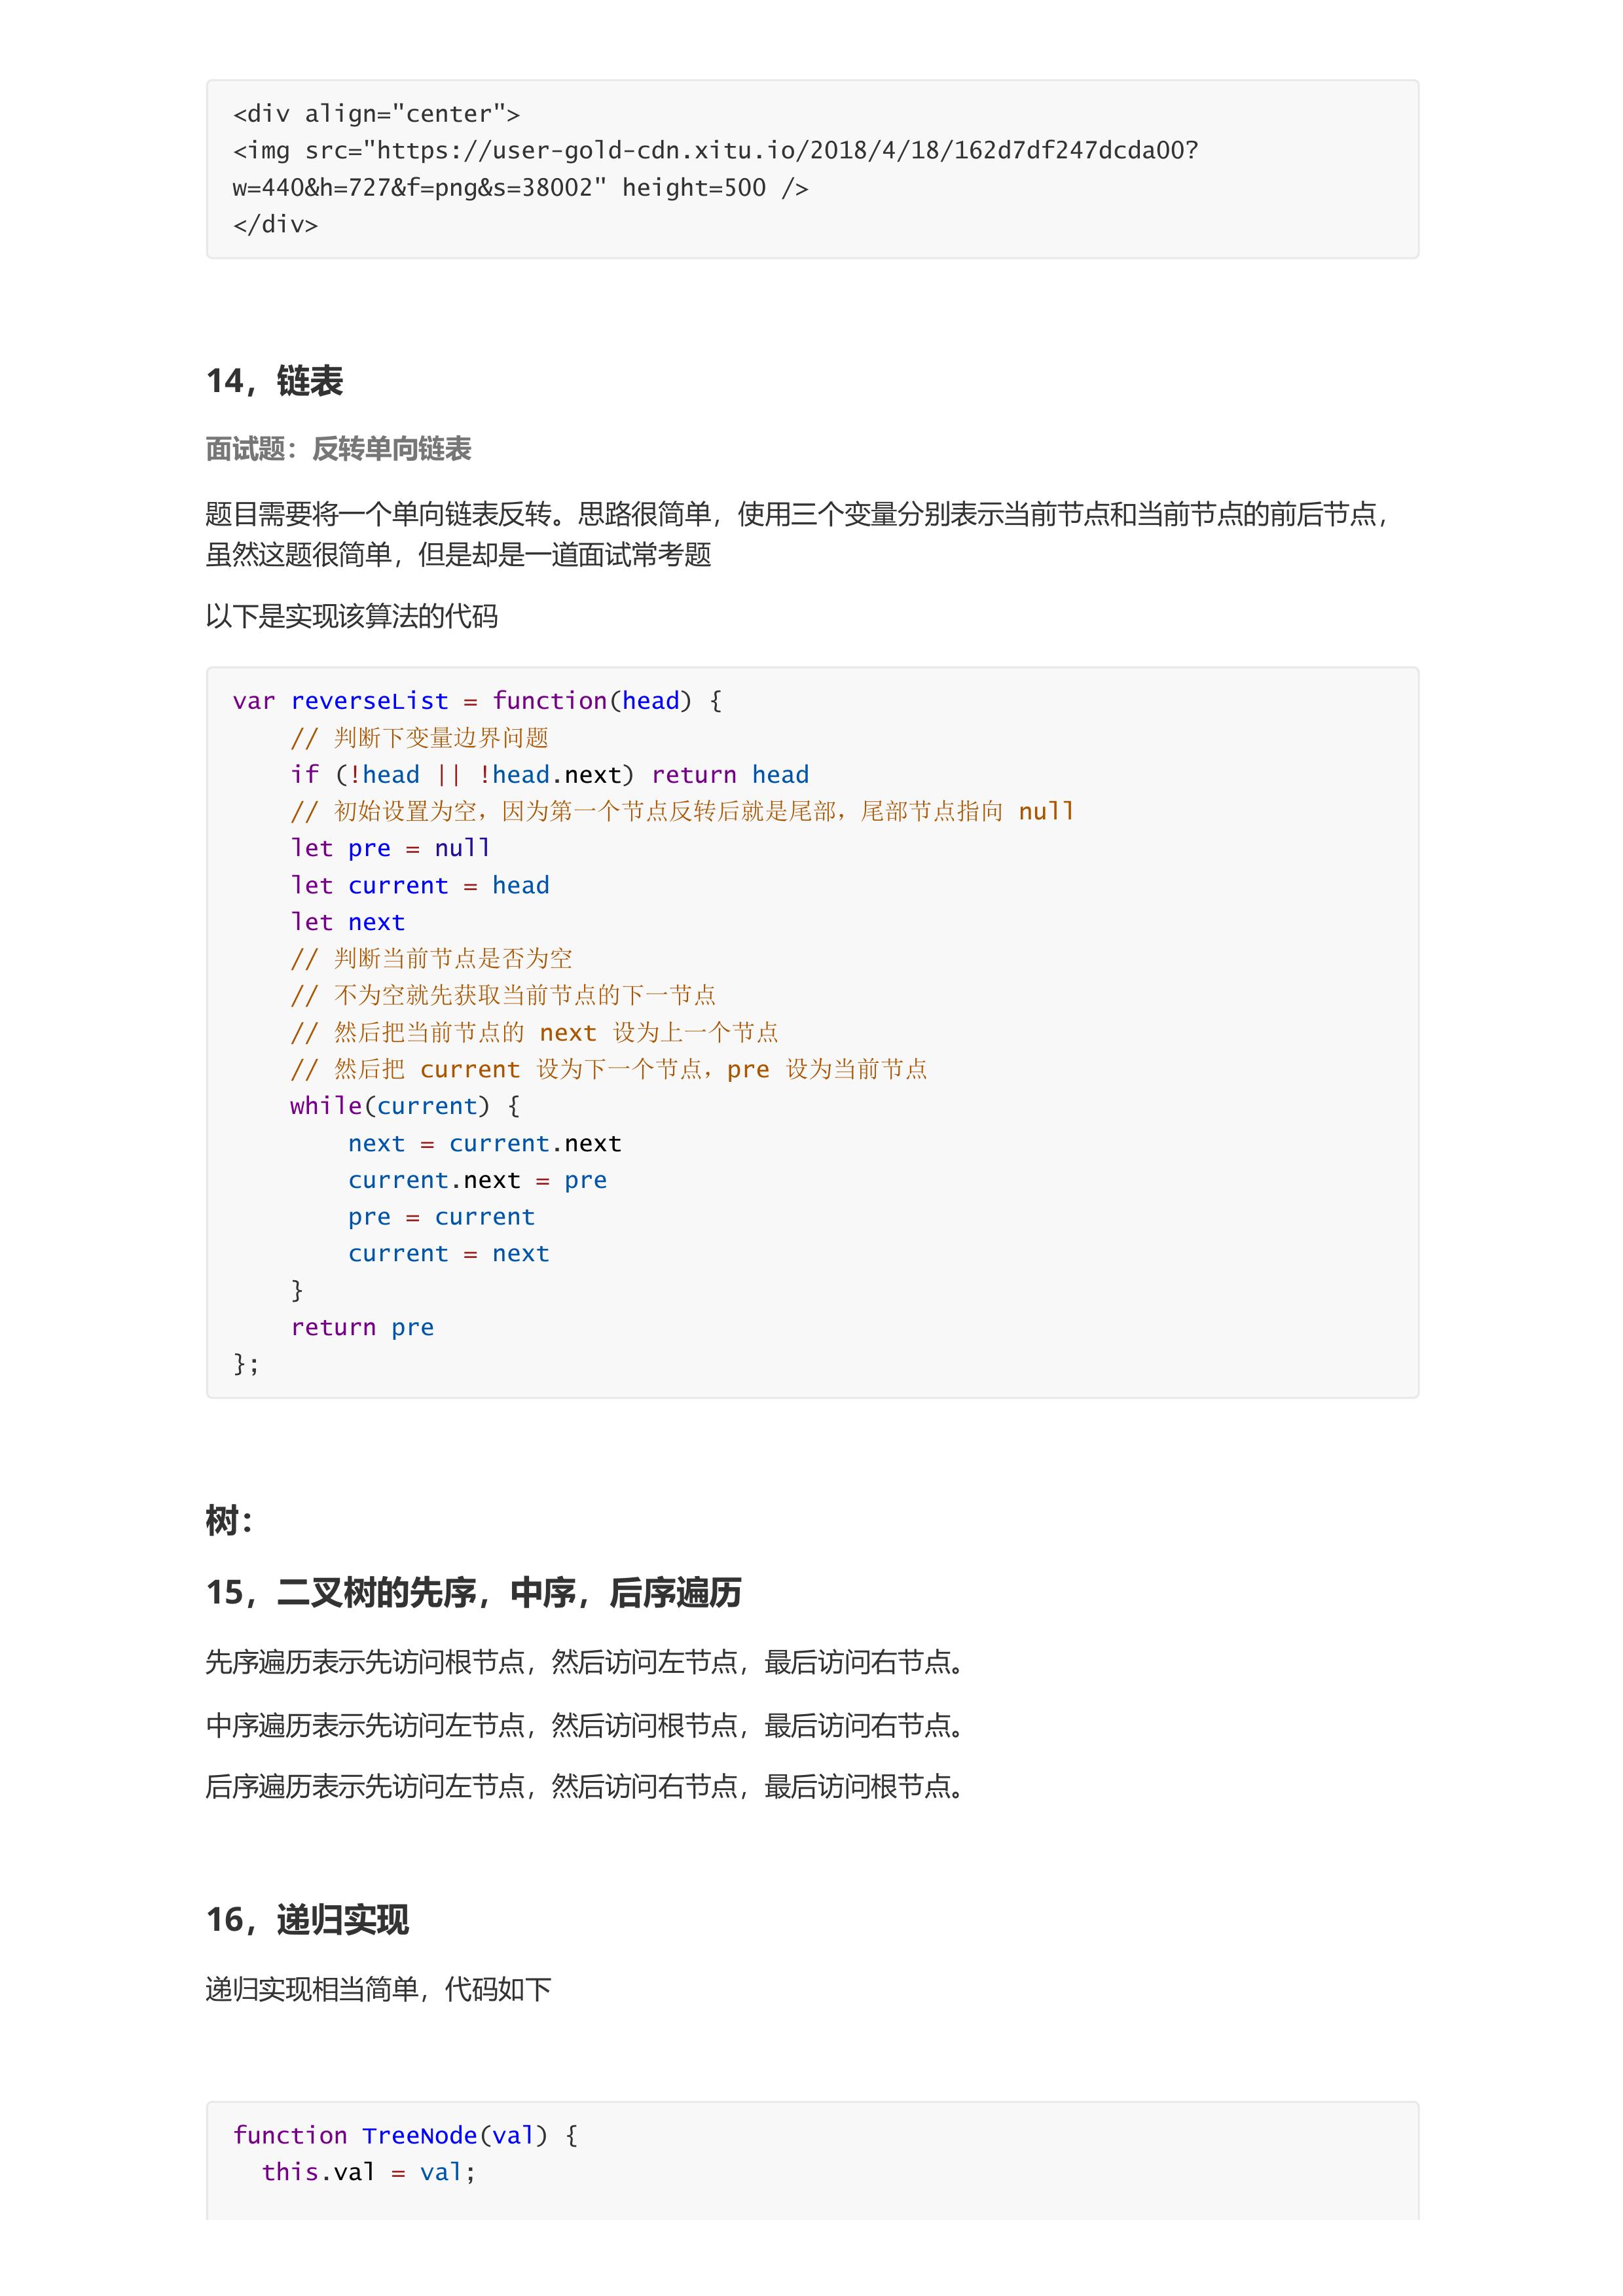 <div align="center">
<img src="https://user-gold-cdn.xitu.io/2018/4/18/162d7df247dcda00?
w=440&h=727&f=png&s=38002" height=500 />
</div>
14，链表
面试题：反转单向链表
题目需要将一个单向链表反转。思路很简单，使用三个变量分别表示当前节点和当前节点的前后节点，
虽然这题很简单，但是却是一道面试常考题
以下是实现该算法的代码
var reverseList = function(head) {
    // 判断下变量边界问题
    if (!head || !head.next) return head
    // 初始设置为空，因为第一个节点反转后就是尾部，尾部节点指向 null
    let pre = null
    let current = head
    let next
    // 判断当前节点是否为空
    // 不为空就先获取当前节点的下一节点
    // 然后把当前节点的 next 设为上一个节点
    // 然后把 current 设为下一个节点，pre 设为当前节点
    while(current) {
        next = current.next
        current.next = pre
        pre = current
        current = next
    }
    return pre
};
树：
15，二叉树的先序，中序，后序遍历
先序遍历表示先访问根节点，然后访问左节点，最后访问右节点。
中序遍历表示先访问左节点，然后访问根节点，最后访问右节点。
后序遍历表示先访问左节点，然后访问右节点，最后访问根节点。
16，递归实现
递归实现相当简单，代码如下
function TreeNode(val) {
  this.val = val;